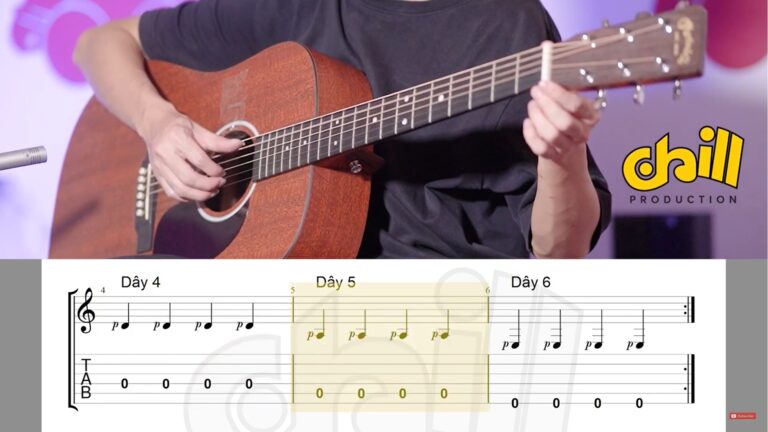 chill
PRODUCTION
Dây 4 Dây 5 Dây 6
4 5 6
p p p p p p p p p p p p
T
A
B
0 0 0 0
0 0 0 0
0 0 0 0
Subscribe